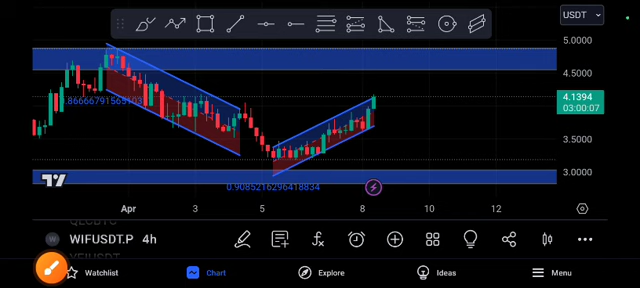 USDT
5.0000
4.5000
0.86666791565103
4.1394
03:00:07
3.5000
3.0000
0.9085216296418834
Apr 3 5 8 10 12
WIFUSDT.P 4h
Watchlist Chart Explore Ideas Menu